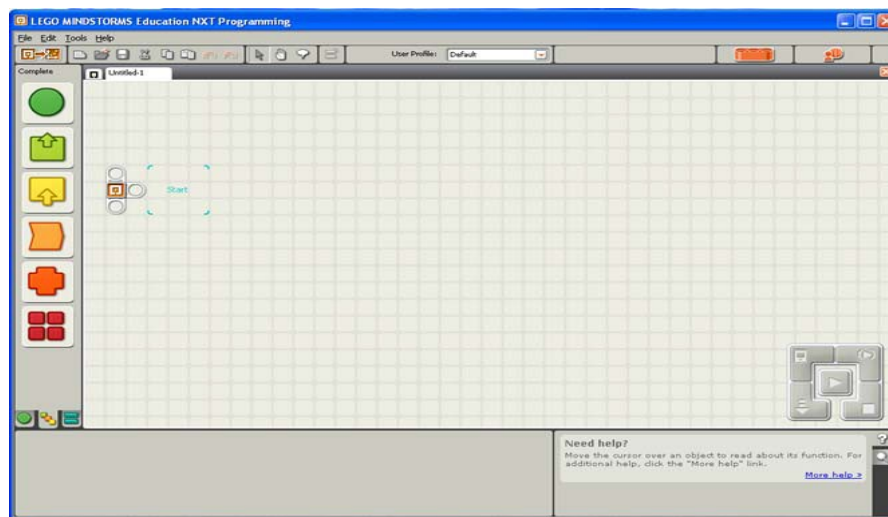 LEGO MINDSTORMS Education NXT Programming
File Edit Tools Help
User Profile: Default
Complete
Untitled-1
Start
Need help?
Move the cursor over an object to read about its function. For
additional help, click the "More help" link.
More help »